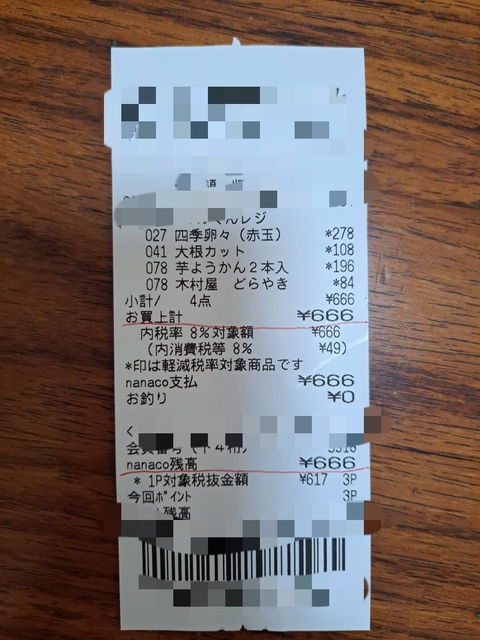 領
くんレジ
027 四季卵々(赤玉) *278
041 大根カット *108
078 芋ようかん2本入 *196
078 木村屋 どらやき *84
小計/ 4点 ¥666
お買上計 ¥666
内税率 8%対象額 ¥666
(内消費税等 8% ¥49)
*印は軽減税率対象商品です
nanaco支払 ¥666
お釣り ¥0
nanaco残高 ¥666
* 1P対象税抜金額 ¥617 3P
今回ポイント 3P
残高